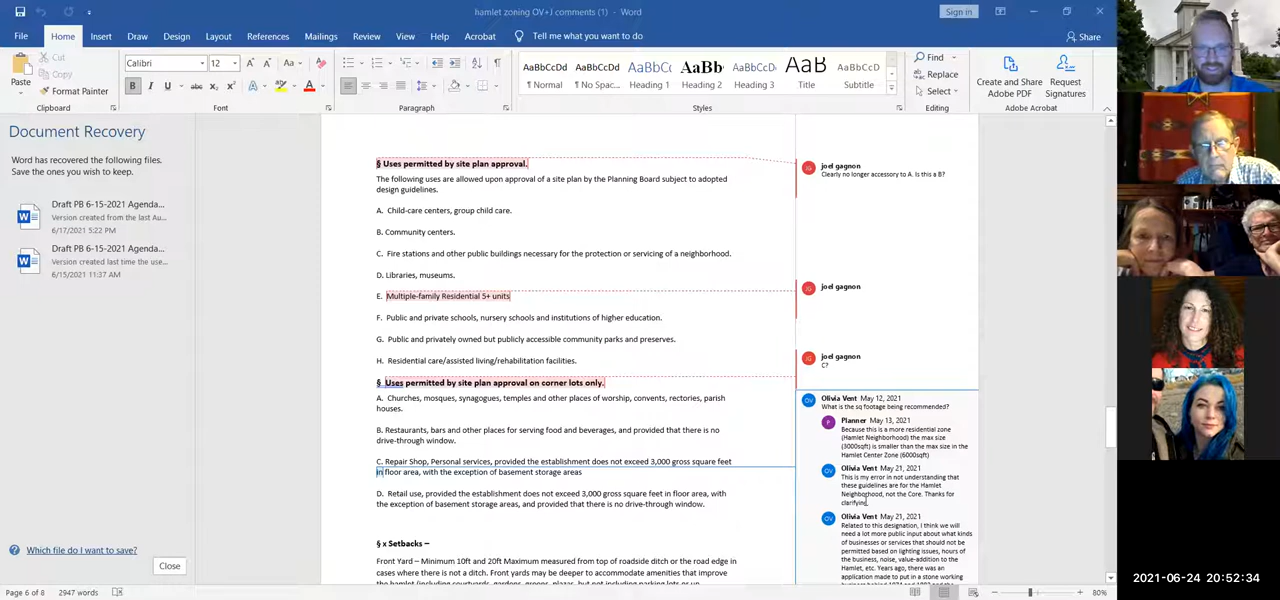 hamlet zoning OV+J comments (1) - Word
Sign in
File Home Insert Draw Design Layout References Mailings Review View Help Acrobat Tell me what you want to do
Share
Paste
Cut
Copy
Format Painter
Clipboard
Calibri 12
Font
Paragraph
AaBbCcDd AaBbCcDd AaBbCc AaBb AaBbCcC AaBbCcDd AaB AaBbCcD
¶ Normal ¶ No Spac... Heading 1 Heading 2 Heading 3 Title Subtitle
Styles
Find
Replace
Select
Editing
Create and Share Adobe PDF
Request Signatures
Adobe Acrobat
Document Recovery
Word has recovered the following files.
Save the ones you wish to keep.
Draft PB 6-15-2021 Agenda...
Version created from the last Au...
6/17/2021 5:22 PM
Draft PB 6-15-2021 Agenda...
Version created last time the use...
6/15/2021 11:37 AM
Which file do I want to save?
Close
§ Uses permitted by site plan approval.
The following uses are allowed upon approval of a site plan by the Planning Board subject to adopted
design guidelines.
A. Child-care centers, group child care.
B. Community centers.
C. Fire stations and other public buildings necessary for the protection or servicing of a neighborhood.
D. Libraries, museums.
E. Multiple-family Residential 5+ units
F. Public and private schools, nursery schools and institutions of higher education.
G. Public and privately owned but publicly accessible community parks and preserves.
H. Residential care/assisted living/rehabilitation facilities.
§ Uses permitted by site plan approval on corner lots only.
A. Churches, mosques, synagogues, temples and other places of worship, convents, rectories, parish
houses.
B. Restaurants, bars and other places for serving food and beverages, and provided that there is no
drive-through window.
C. Repair Shop, Personal services, provided the establishment does not exceed 3,000 gross square feet
in floor area, with the exception of basement storage areas
D. Retail use, provided the establishment does not exceed 3,000 gross square feet in floor area, with
the exception of basement storage areas, and provided that there is no drive-through window.
§ x Setbacks –
Front Yard – Minimum 10ft and 20ft Maximum measured from top of roadside ditch or the road edge in
cases where there is not a ditch. Front yards may be deeper to accommodate amenities that improve
JG joel gagnon
Clearly no longer accessory to A. Is this a B?
JG joel gagnon
JG joel gagnon
C?
OV Olivia Vent May 12, 2021
What is the sq footage being recommended?
P Planner May 13, 2021
Because this is a more residential zone
(Hamlet Neighborhood) the max size
(3000sqft) is smaller than the max size in the
Hamlet Center Zone (6000sqft)
OV Olivia Vent May 21, 2021
This is my error in not understanding that
these guidelines are for the Hamlet
Neighborhood, not the Core. Thanks for
clarifying.
OV Olivia Vent May 21, 2021
Related to this designation, I think we will
need a lot more public input about what kinds
of businesses or services that should not be
permitted based on lighting issues, hours of
the business, noise, value-addition to the
Hamlet, etc. Years ago, there was an
application made to put in a stone working
Page 6 of 8 2947 words
80%
2021-06-24 20:52:34